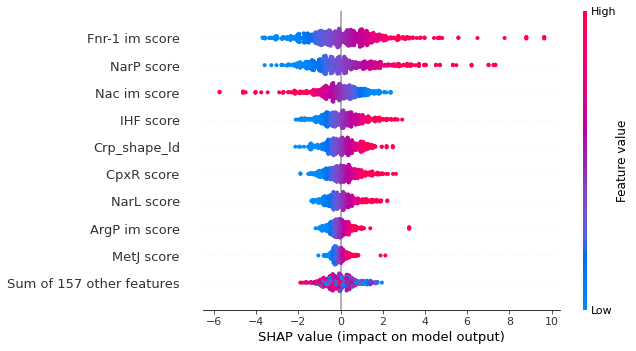 High
Fnr-1 im score
NarP score
Nac im score
IHF score
Crp_shape_ld
CpxR score
NarL score
ArgP im score
MetJ score
Sum of 157 other features
Feature value
Low
−6 −4 −2 0 2 4 6 8 10
SHAP value (impact on model output)